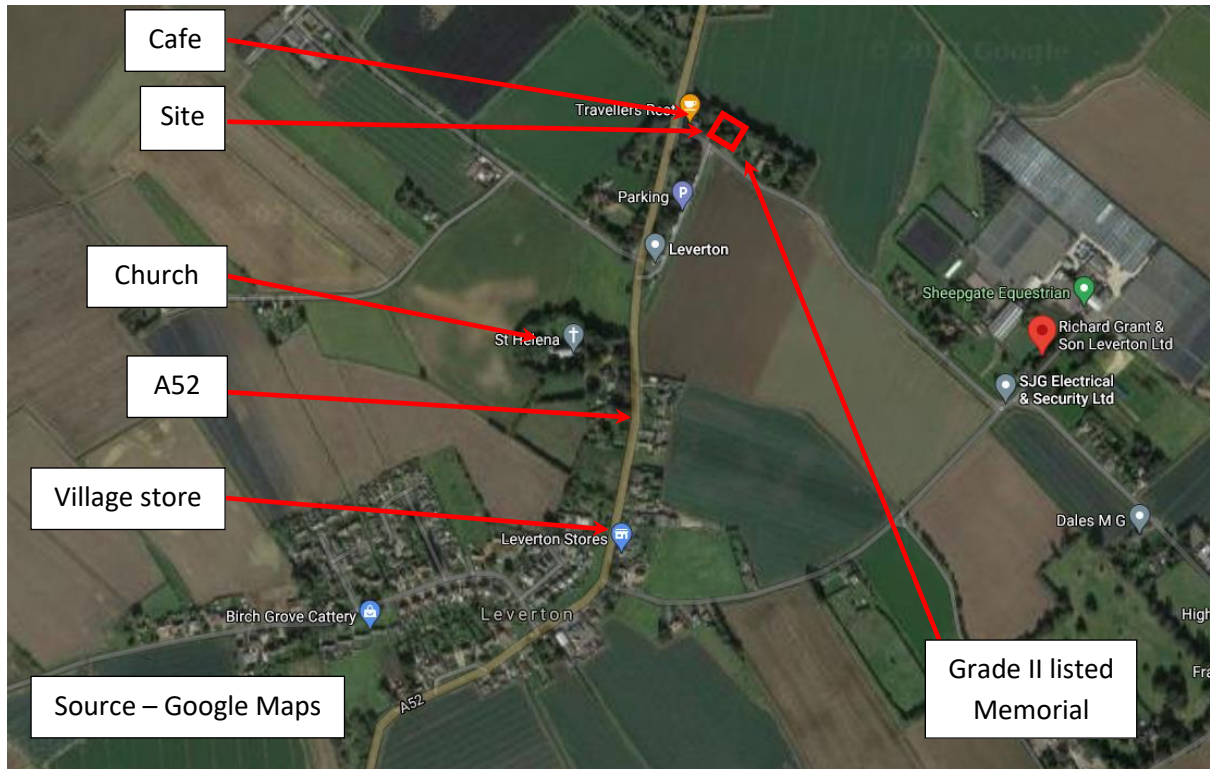 Cafe
Travellers Rest
Site
Parking
Leverton
Church
Sheepgate Equestrian
St Helena
Richard Grant &
Son Leverton Ltd
A52
SJG Electrical
& Security Ltd
Village store
Leverton Stores
Dales M G
Birch Grove Cattery
Leverton
High
Grade II listed
Memorial
Fra
Source – Google Maps
A52